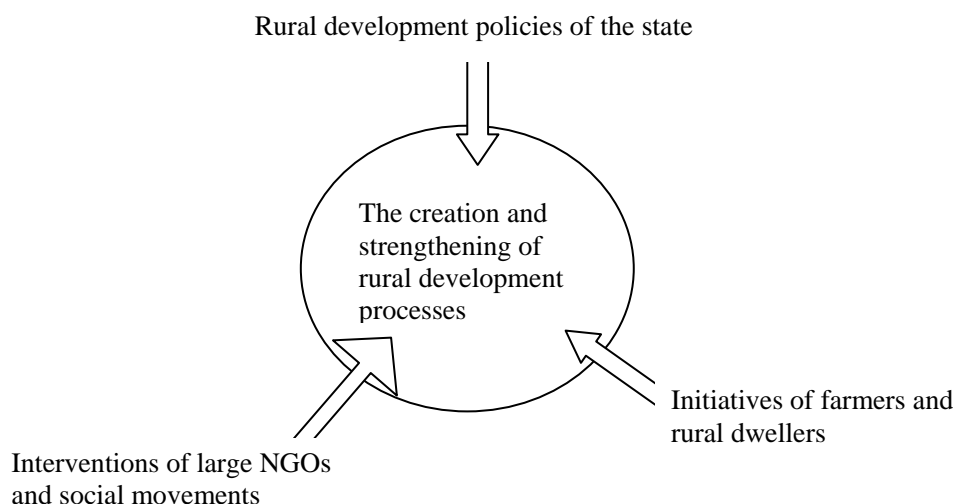 Rural development policies of the state
The creation and
strengthening of
rural development
processes
Initiatives of farmers and
rural dwellers
Interventions of large NGOs
and social movements